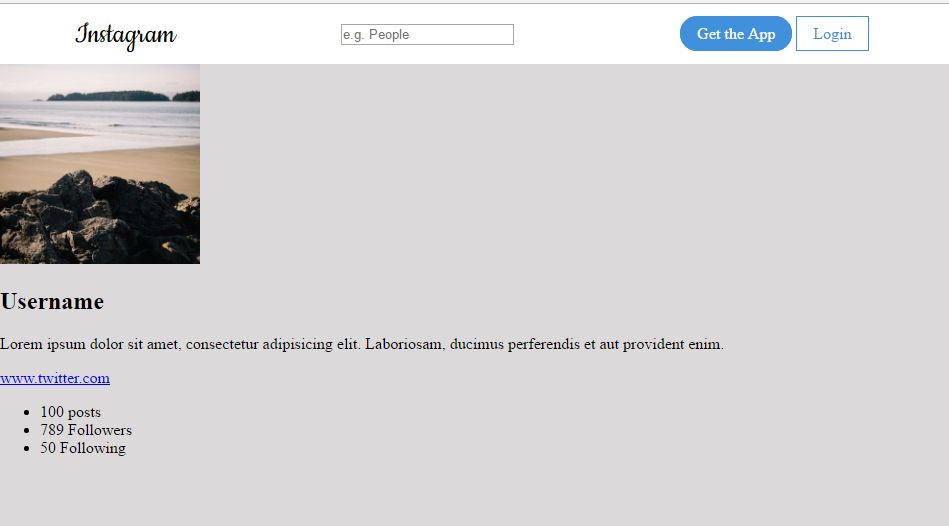 Instagram
e.g. People
Get the App
Login
Username
Lorem ipsum dolor sit amet, consectetur adipisicing elit. Laboriosam, ducimus perferendis et aut provident enim.
www.twitter.com
100 posts
789 Followers
50 Following